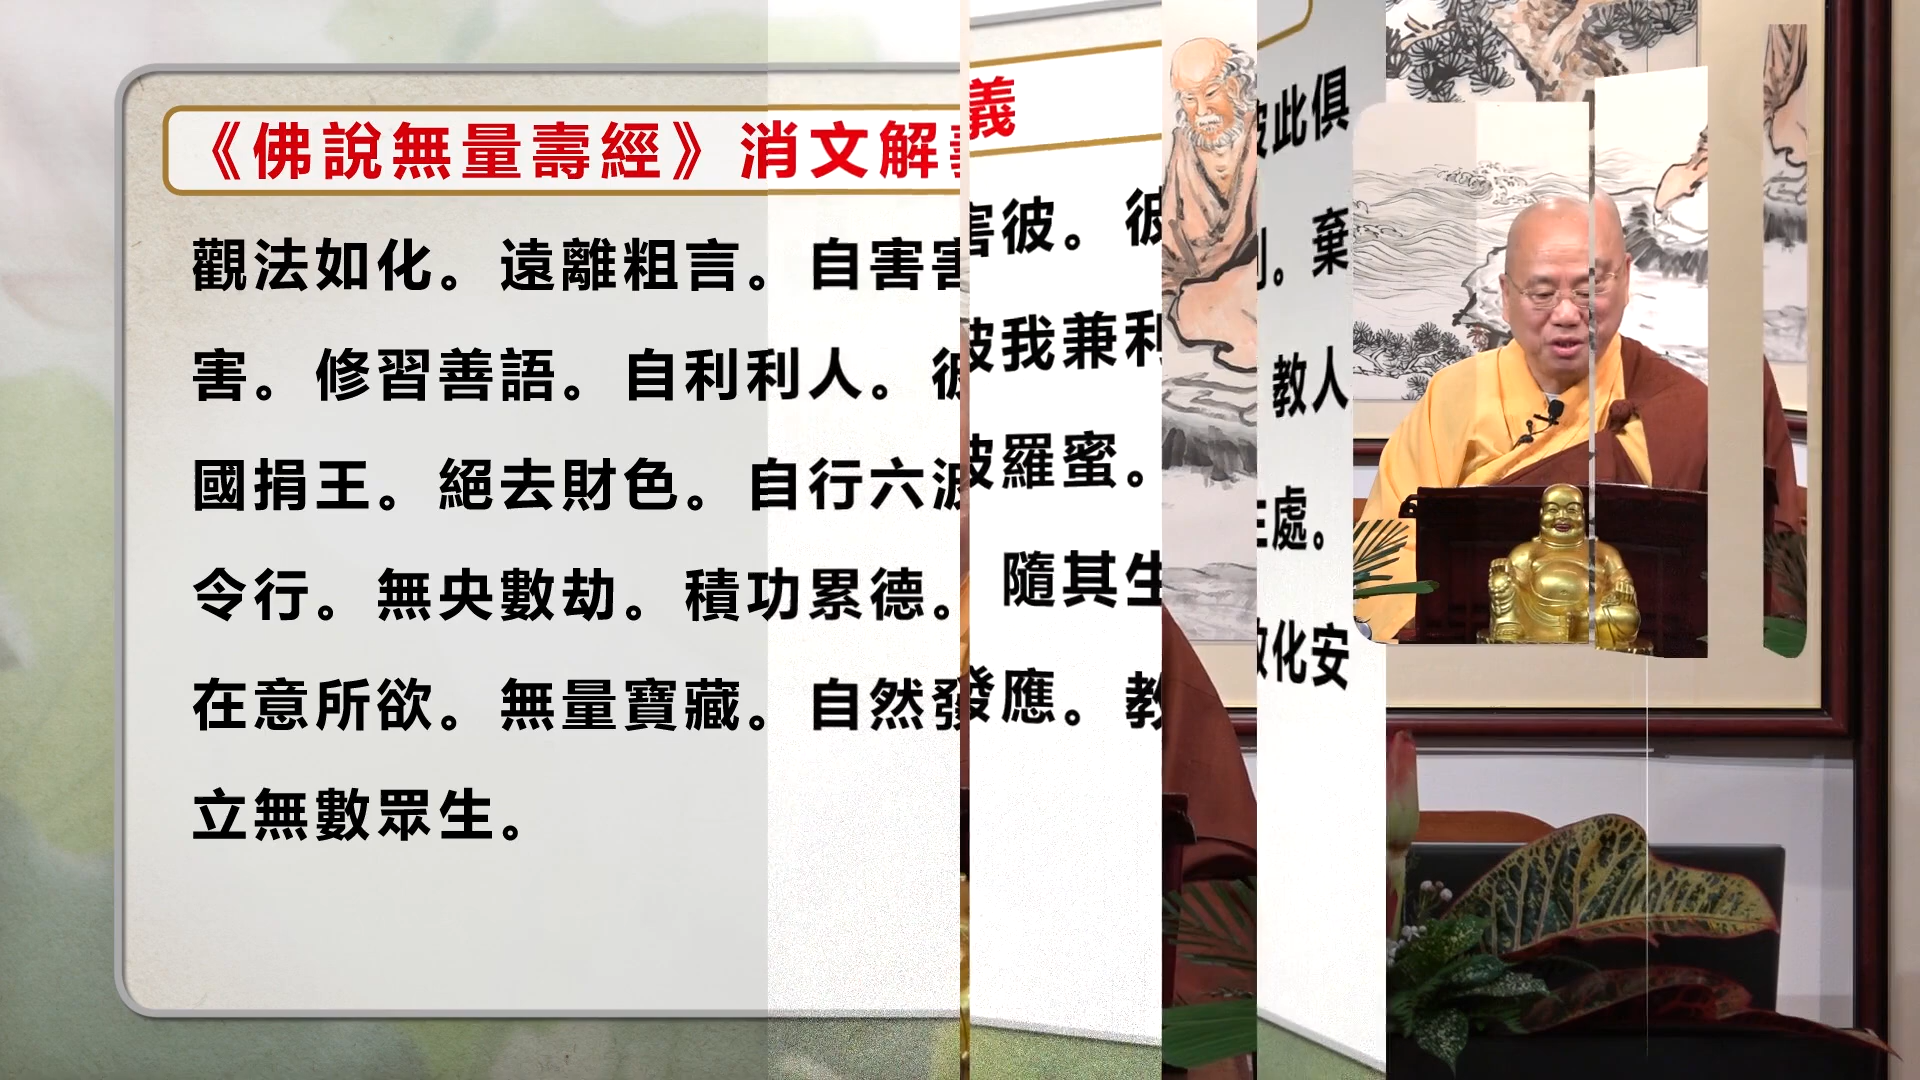 《佛說無量壽經》消文解義
觀法如化。遠離粗言。自害害彼。彼此俱
害。修習善語。自利利人。彼我兼利。棄
國捐王。絕去財色。自行六波羅蜜。教人
令行。無央數劫。積功累德。隨其生處。
在意所欲。無量寶藏。自然發應。教化安
立無數眾生。